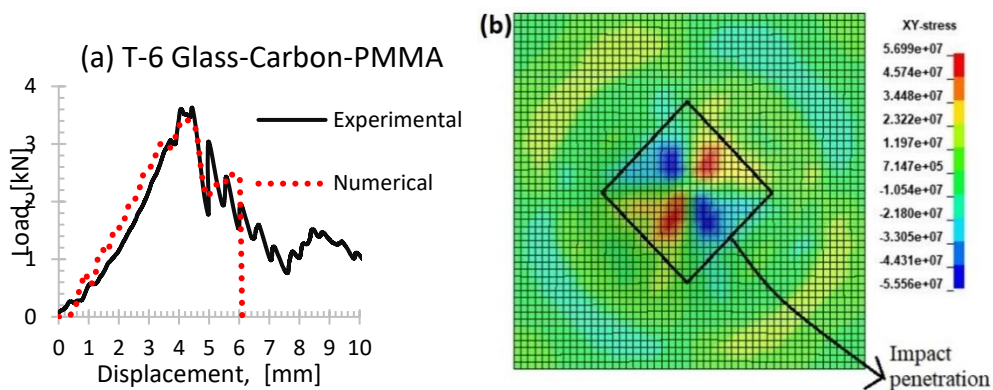 (a) T-6 Glass-Carbon-PMMA
4
3
2
1
0
Load, [kN]
Experimental
Numerical
0 1 2 3 4 5 6 7 8 9 10
Displacement, [mm]
(b)
XY-stress
5.699e+07
4.574e+07
3.448e+07
2.322e+07
1.197e+07
7.147e+05
-1.054e+07
-2.180e+07
-3.305e+07
-4.431e+07
-5.556e+07
Impact
penetration